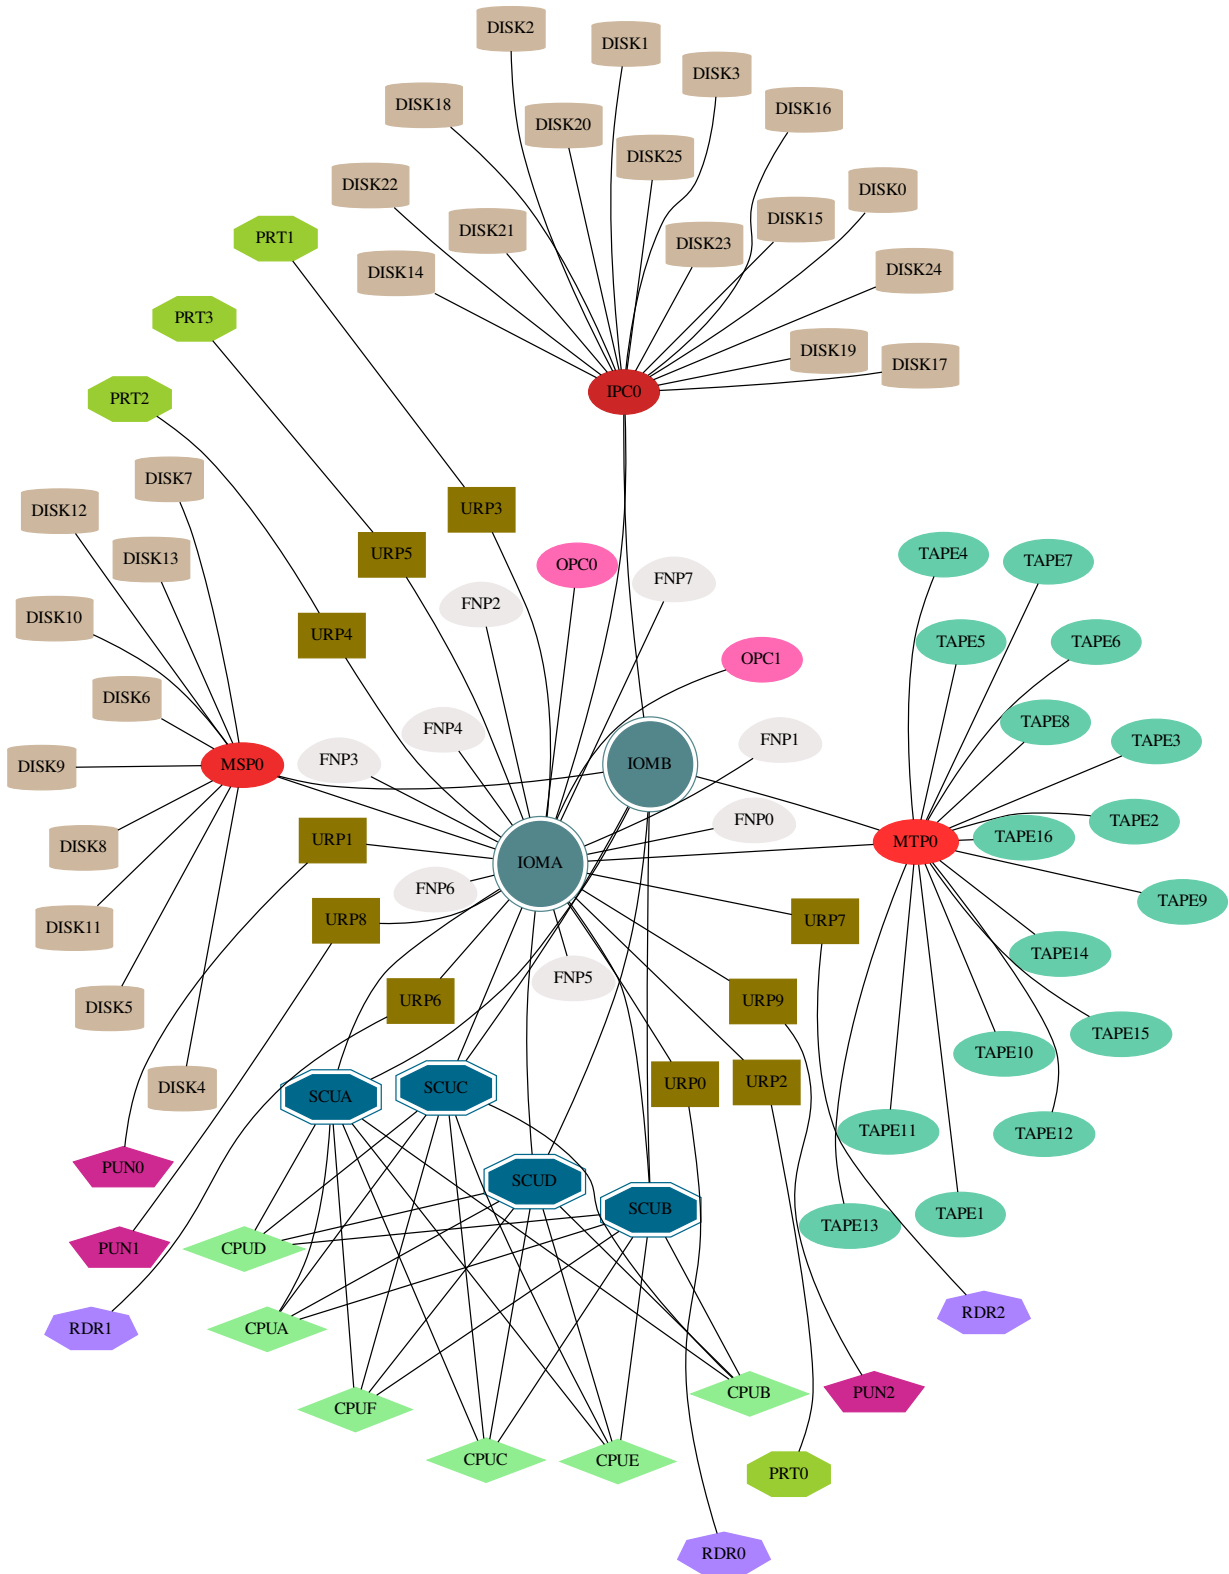 DISK2
DISK1
DISK3
DISK18
DISK16
DISK20
DISK25
DISK22
DISK0
DISK15
DISK21
PRT1
DISK23
DISK14
DISK24
PRT3
DISK19
DISK17
IPC0
PRT2
DISK7
URP3
DISK12
URP5
TAPE4
DISK13
TAPE7
OPC0
FNP7
FNP2
DISK10
URP4
TAPE5
TAPE6
OPC1
DISK6
TAPE8
FNP4
TAPE3
FNP1
FNP3
MSP0
IOMB
DISK9
TAPE2
FNP0
TAPE16
URP1
MTP0
DISK8
IOMA
FNP6
TAPE9
URP8
URP7
DISK11
TAPE14
FNP5
URP6
URP9
DISK5
TAPE15
TAPE10
URP2
URP0
DISK4
SCUC
SCUA
TAPE11
TAPE12
PUN0
SCUD
SCUB
TAPE1
TAPE13
PUN1
CPUD
RDR2
RDR1
CPUA
CPUB
PUN2
CPUF
CPUC
CPUE
PRT0
RDR0